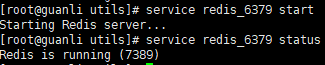 [root@guanli utils]# service redis_6379 start
Starting Redis server...
[root@guanli utils]# service redis_6379 status
Redis is running (7389)